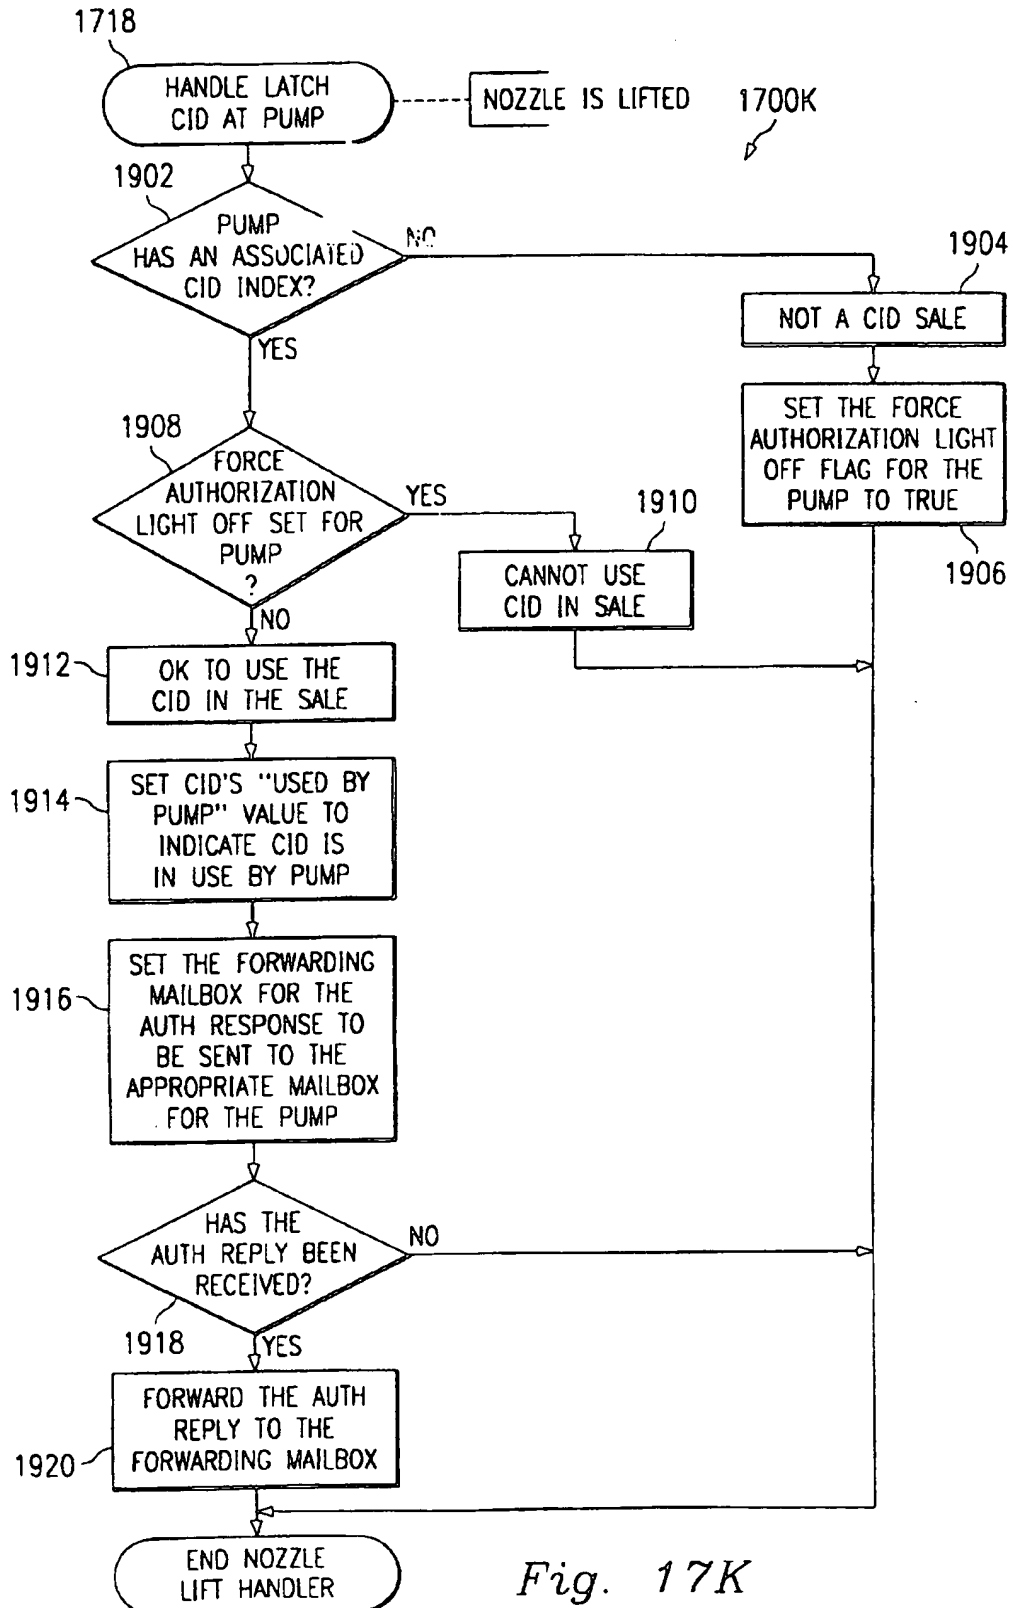 1718
HANDLE LATCH
CID AT PUMP
NOZZLE IS LIFTED
1700K
1902
PUMP
HAS AN ASSOCIATED
CID INDEX?
NO
YES
1904
NOT A CID SALE
SET THE FORCE
AUTHORIZATION LIGHT
OFF FLAG FOR THE
PUMP TO TRUE
1906
1908
FORCE
AUTHORIZATION
LIGHT OFF SET FOR
PUMP
?
YES
NO
1910
CANNOT USE
CID IN SALE
1912
OK TO USE THE
CID IN THE SALE
1914
SET CID'S "USED BY
PUMP" VALUE TO
INDICATE CID IS
IN USE BY PUMP
1916
SET THE FORWARDING
MAILBOX FOR THE
AUTH RESPONSE TO
BE SENT TO THE
APPROPRIATE MAILBOX
FOR THE PUMP
HAS THE
AUTH REPLY BEEN
RECEIVED?
NO
1918
YES
FORWARD THE AUTH
REPLY TO THE
FORWARDING MAILBOX
1920
END NOZZLE
LIFT HANDLER
Fig. 17K